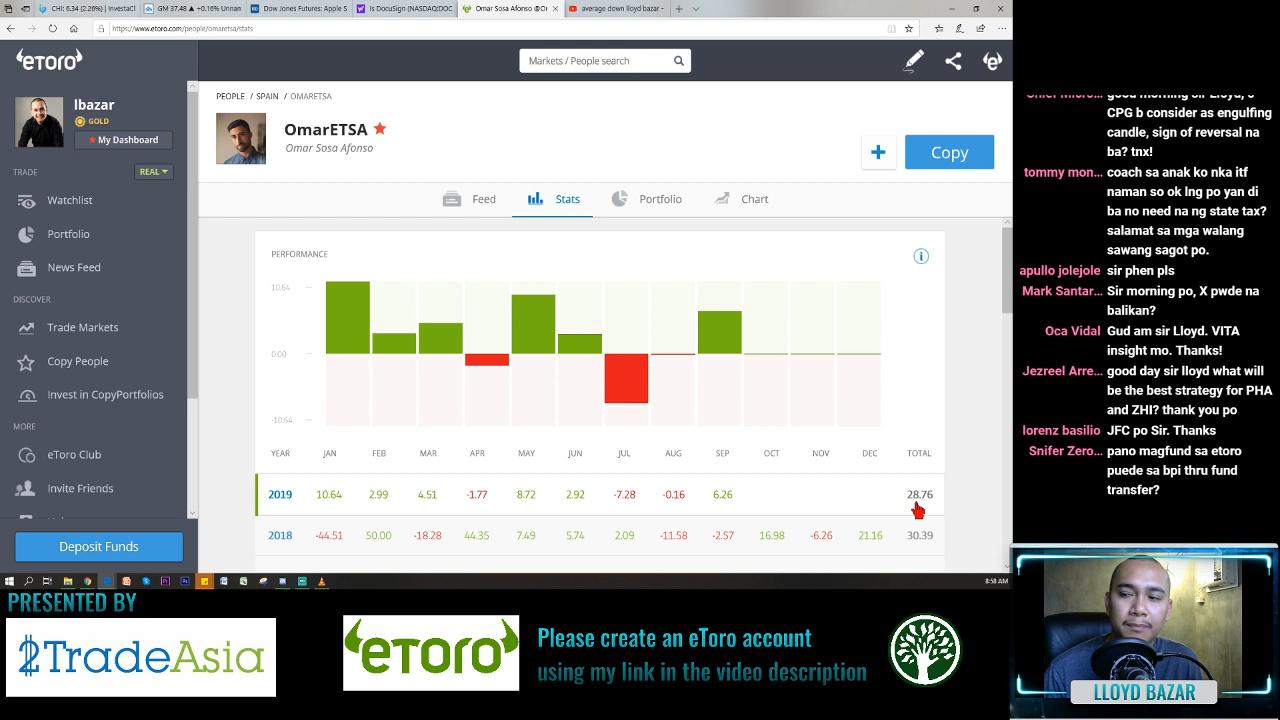 CHI: 6.34 (2.26%) | InvestaCl
GM 37.48 ▲ +0.16% Unnan
Dow Jones Futures: Apple S
Is DocuSign (NASDAQ:DOC
Omar Sosa Afonso @O
average down lloyd bazar -
https://www.etoro.com/people/omaretsa/stats
eToro
Markets / People search
lbazar
GOLD
My Dashboard
TRADE
REAL
Watchlist
Portfolio
News Feed
DISCOVER
Trade Markets
Copy People
Invest in CopyPortfolios
MORE
eToro Club
Invite Friends
Deposit Funds
PEOPLE / SPAIN / OMARETSA
OmarETSA
Omar Sosa Afonso
Copy
Feed
Stats
Portfolio
Chart
PERFORMANCE
10.64
0.00
-10.64
YEAR JAN FEB MAR APR MAY JUN JUL AUG SEP OCT NOV DEC TOTAL
2019 10.64 2.99 4.51 -1.77 8.72 2.92 -7.28 -0.16 6.26 28.76
2018 -44.51 50.00 -18.28 44.35 7.49 5.74 2.09 -11.58 -2.57 16.98 -6.26 21.16 30.39
8:58 AM
good morning sir Lloyd, s
CPG b consider as engulfing
candle, sign of reversal na
ba? tnx!
tommy mon... coach sa anak ko nka itf
naman so ok lng po yan di
ba no need na ng state tax?
salamat sa mga walang
sawang sagot po.
apullo jolejole sir phen pls
Mark Santar... Sir morning po, X pwde na
balikan?
Oca Vidal Gud am sir Lloyd. VITA
insight mo. Thanks!
Jezreel Arre... good day sir lloyd what will
be the best strategy for PHA
and ZHI? thank you po
lorenz basilio JFC po Sir. Thanks
Snifer Zero... pano magfund sa etoro
puede sa bpi thru fund
transfer?
PRESENTED BY
2TradeAsia
eToro
Please create an eToro account
using my link in the video description
LLOYD BAZAR